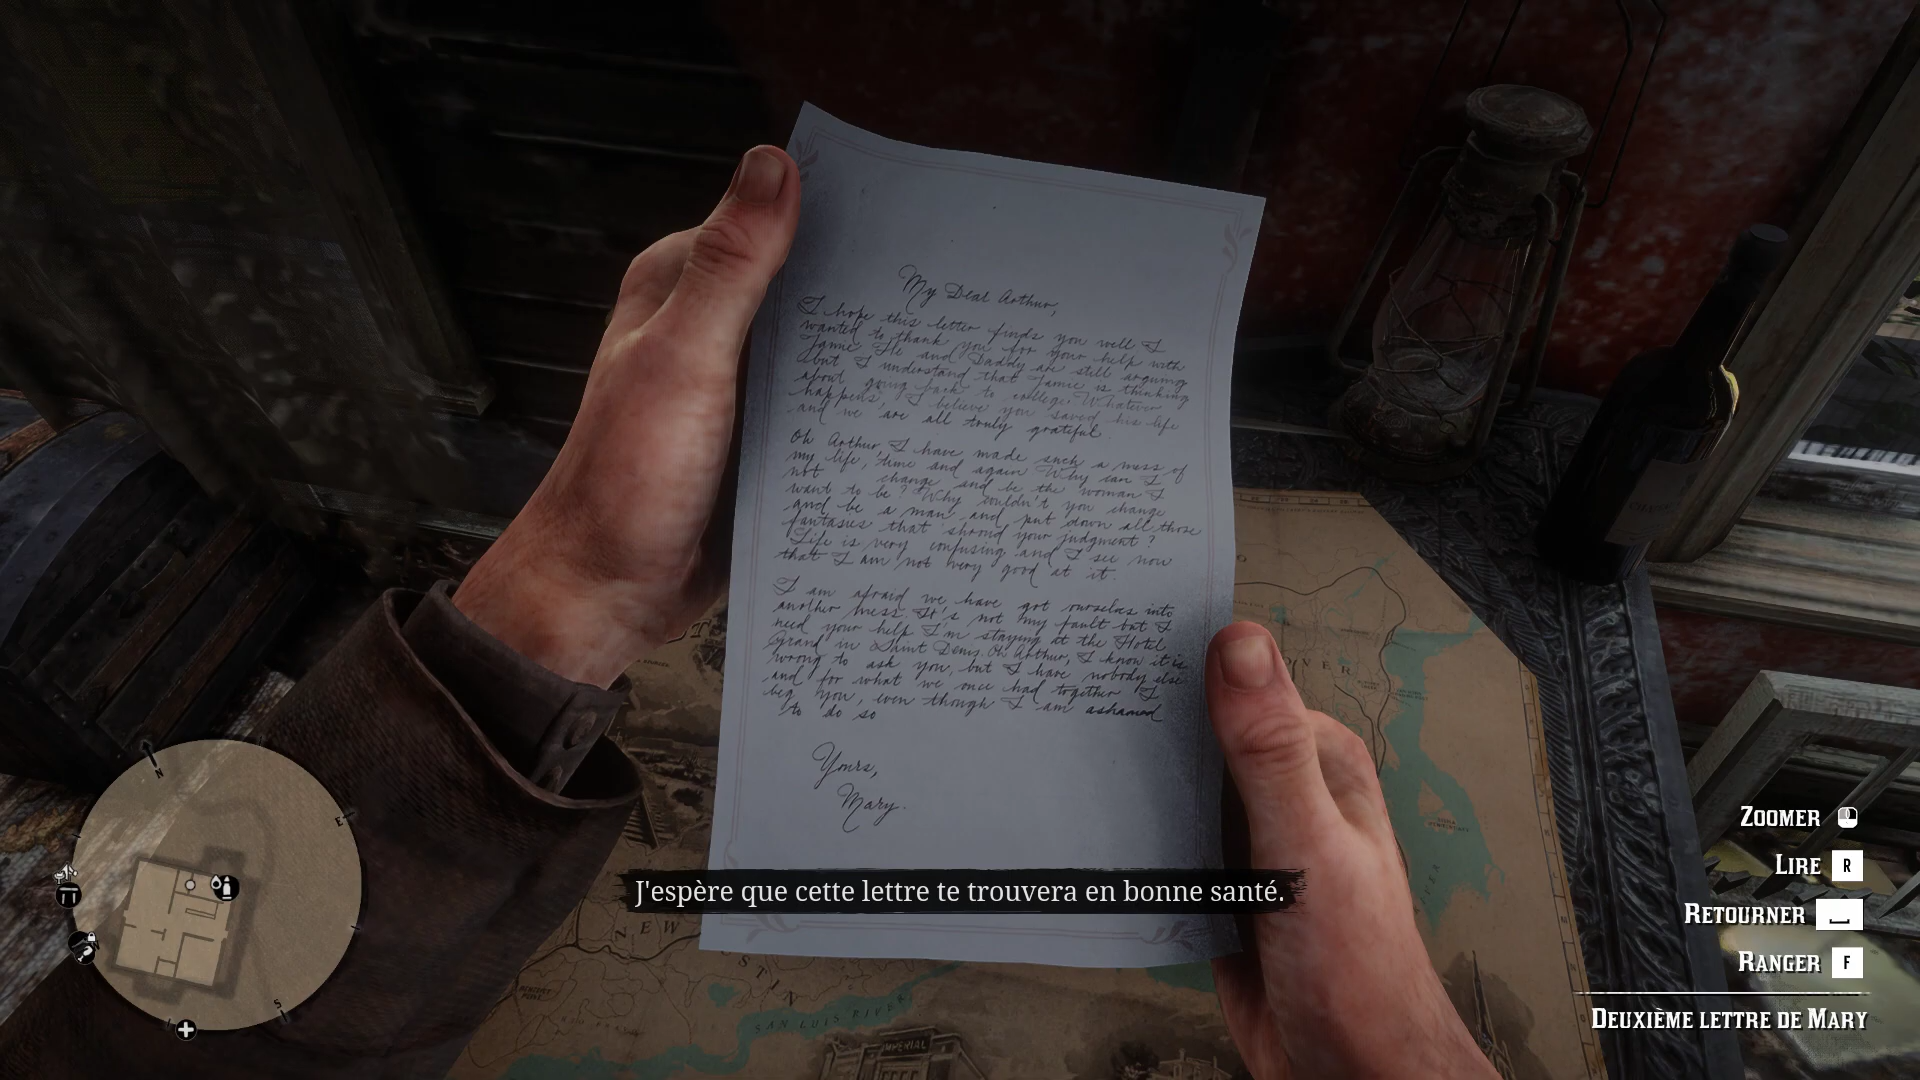 My Dear Arthur,
I hope this letter finds you well I
wanted to thank you for your help with
Jamie He and Daddy are still arguing
but I understand that Jamie is thinking
about going back to college. Whatever
happens, I believe you saved his life
and we are all truly grateful.
Oh Arthur, I have made such a mess of
my life, time and again Why can I
not change and be the woman I
want to be? Why couldn't you change
and be a man and put down all those
fantasies that shroud your judgment?
Life is very confusing and I see now
that I am not very good at it.
I am afraid we have got ourselves into
another mess. It's not my fault but I
need your help I'm staying at the Hotel
Grand in Saint Denis. Oh Arthur, I know it is
wrong to ask you, but I have nobody else
and for what we once had together I
beg you, even though I am ashamed
to do so
Yours,
Mary.
J'espère que cette lettre te trouvera en bonne santé.
NEW
AUSTIN
SAN LUIS RIVER
IMPERIAL
N
E
S
ZOOMER
LIRE R
RETOURNER
RANGER F
DEUXIÈME LETTRE DE MARY